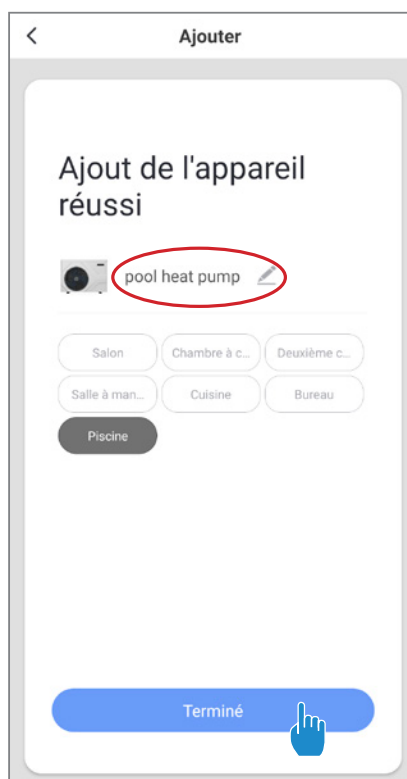 Ajouter
Ajout de l'appareil
réussi
pool heat pump
Salon
Chambre à c...
Deuxième c...
Salle à man...
Cuisine
Bureau
Piscine
Terminé